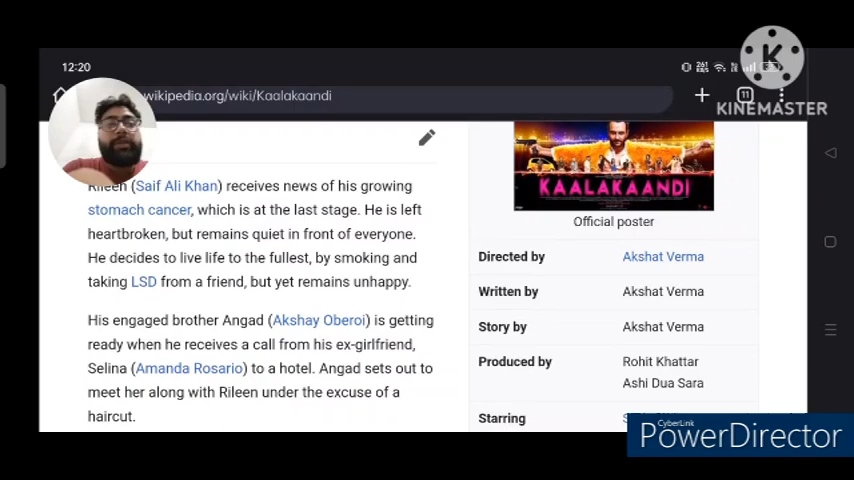 12:20
KINEMASTER
wikipedia.org/wiki/Kaalakaandi
11
Rileen (Saif Ali Khan) receives news of his growing
stomach cancer, which is at the last stage. He is left
heartbroken, but remains quiet in front of everyone.
He decides to live life to the fullest, by smoking and
taking LSD from a friend, but yet remains unhappy.
His engaged brother Angad (Akshay Oberoi) is getting
ready when he receives a call from his ex-girlfriend,
Selina (Amanda Rosario) to a hotel. Angad sets out to
meet her along with Rileen under the excuse of a
haircut.
KAALAKAANDI
Official poster
Directed by Akshat Verma
Written by Akshat Verma
Story by Akshat Verma
Produced by Rohit Khattar
Ashi Dua Sara
Starring
CyberLink
PowerDirector